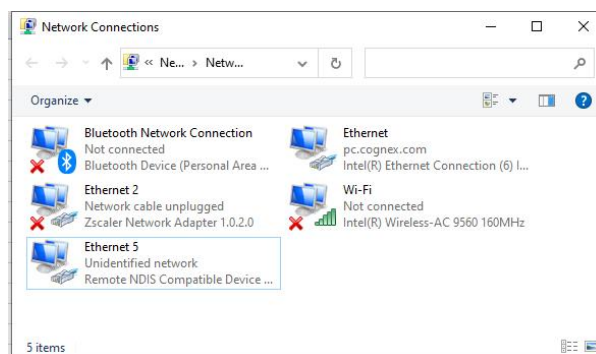 Network Connections
« Ne... › Netw...
Organize
Bluetooth Network Connection
Not connected
Bluetooth Device (Personal Area ...
Ethernet
pc.cognex.com
Intel(R) Ethernet Connection (6) I...
Ethernet 2
Network cable unplugged
Zscaler Network Adapter 1.0.2.0
Wi-Fi
Not connected
Intel(R) Wireless-AC 9560 160MHz
Ethernet 5
Unidentified network
Remote NDIS Compatible Device ...
5 items